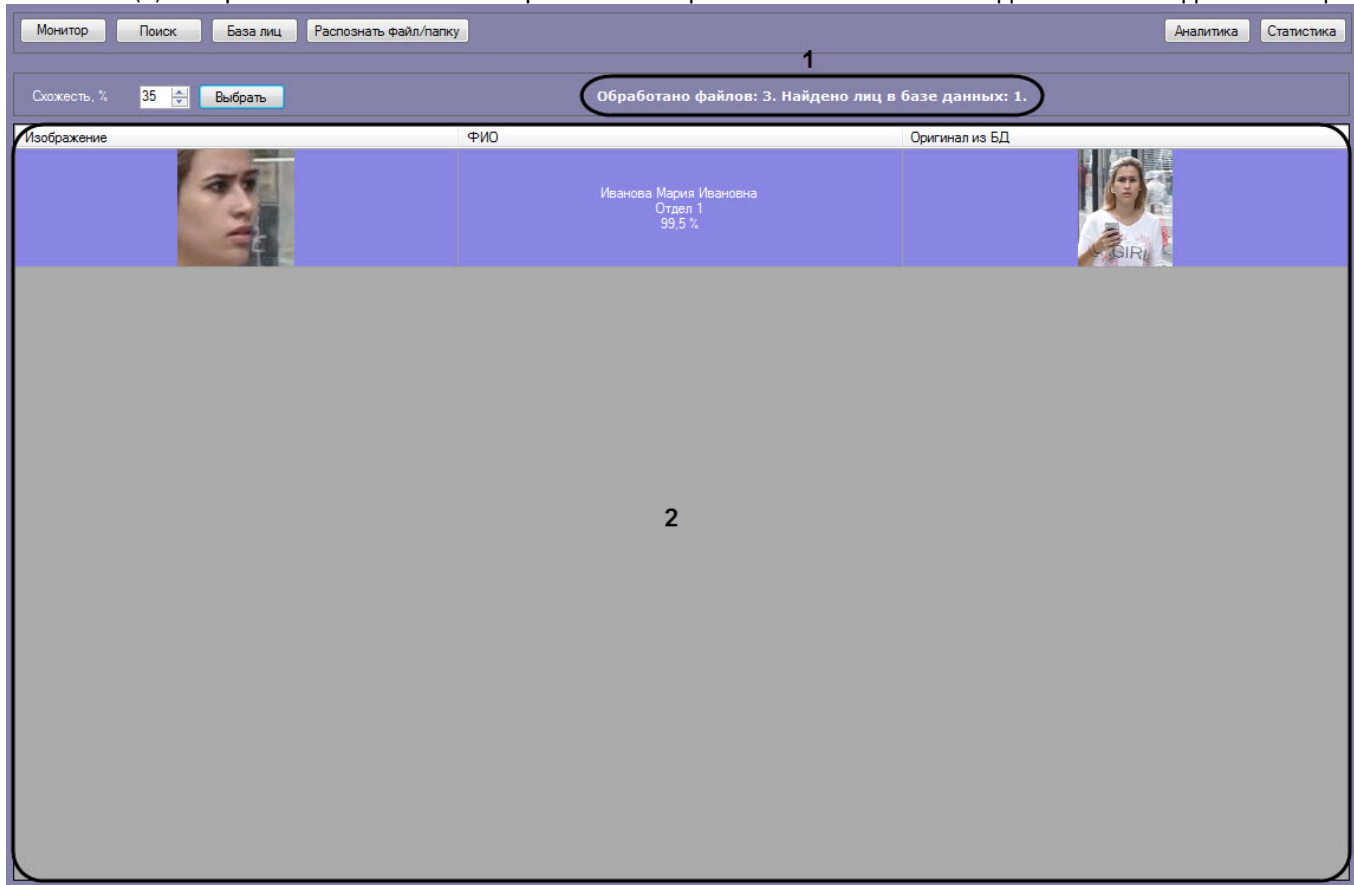 Монитор Поиск База лиц Распознать файл/папку Аналитика Статистика
1
Схожесть, % 35 Выбрать Обработано файлов: 3. Найдено лиц в базе данных: 1.
Изображение ФИО Оригинал из БД
Иванова Мария Ивановна
Отдел 1
99,5 %
GIRL
2